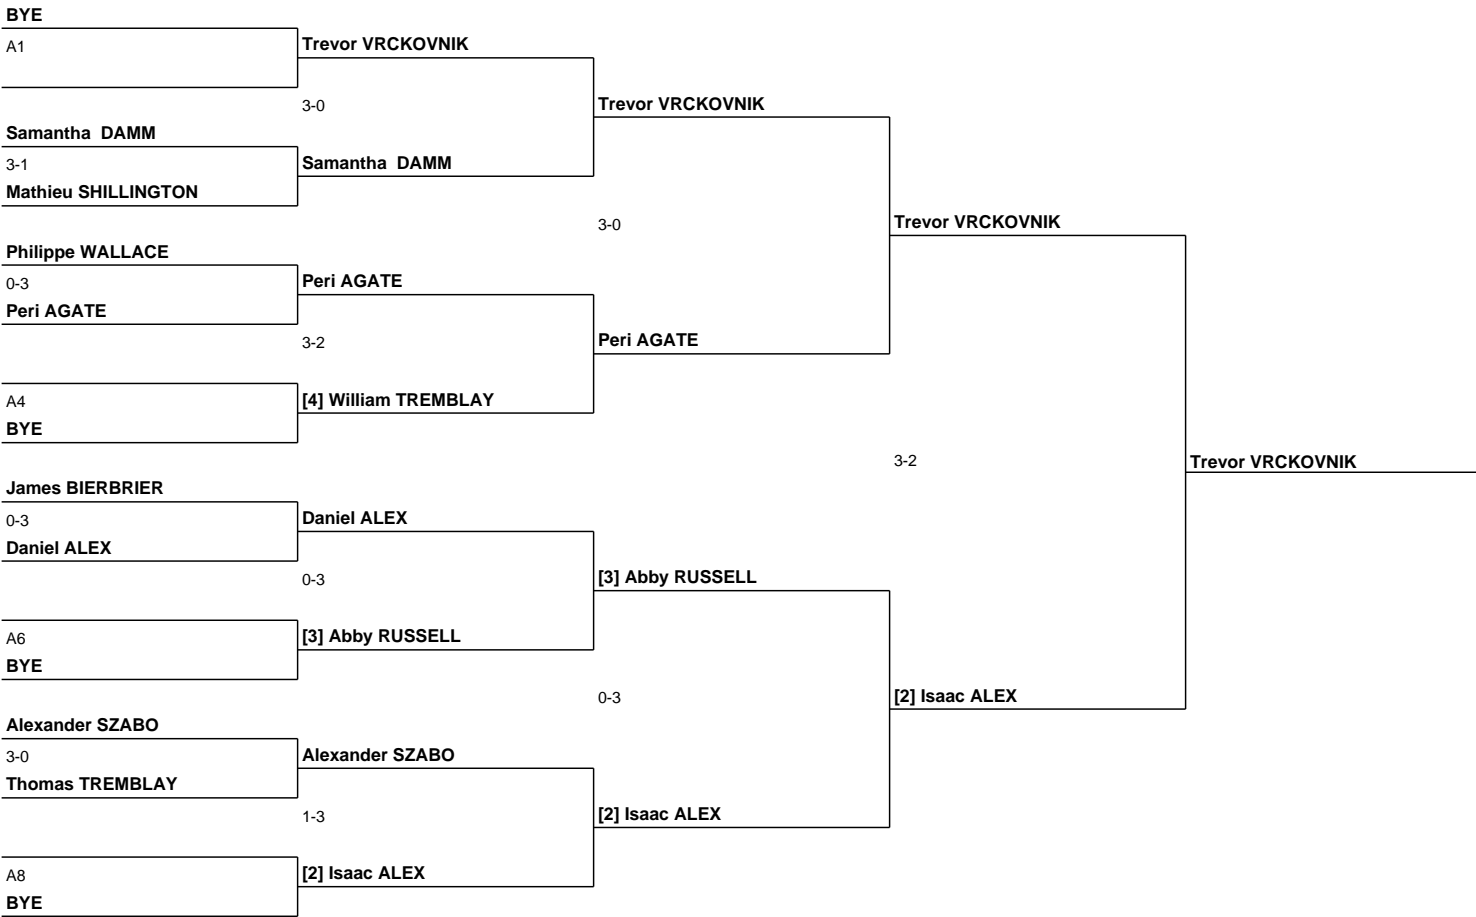 BYE
A1
Trevor VRCKOVNIK
3-0
Trevor VRCKOVNIK
Samantha  DAMM
3-1
Samantha  DAMM
Mathieu SHILLINGTON
3-0
Trevor VRCKOVNIK
Philippe WALLACE
0-3
Peri AGATE
Peri AGATE
3-2
Peri AGATE
A4
[4] William TREMBLAY
BYE
3-2
Trevor VRCKOVNIK
James BIERBRIER
0-3
Daniel ALEX
Daniel ALEX
0-3
[3] Abby RUSSELL
A6
[3] Abby RUSSELL
BYE
0-3
[2] Isaac ALEX
Alexander SZABO
3-0
Alexander SZABO
Thomas TREMBLAY
1-3
[2] Isaac ALEX
A8
[2] Isaac ALEX
BYE